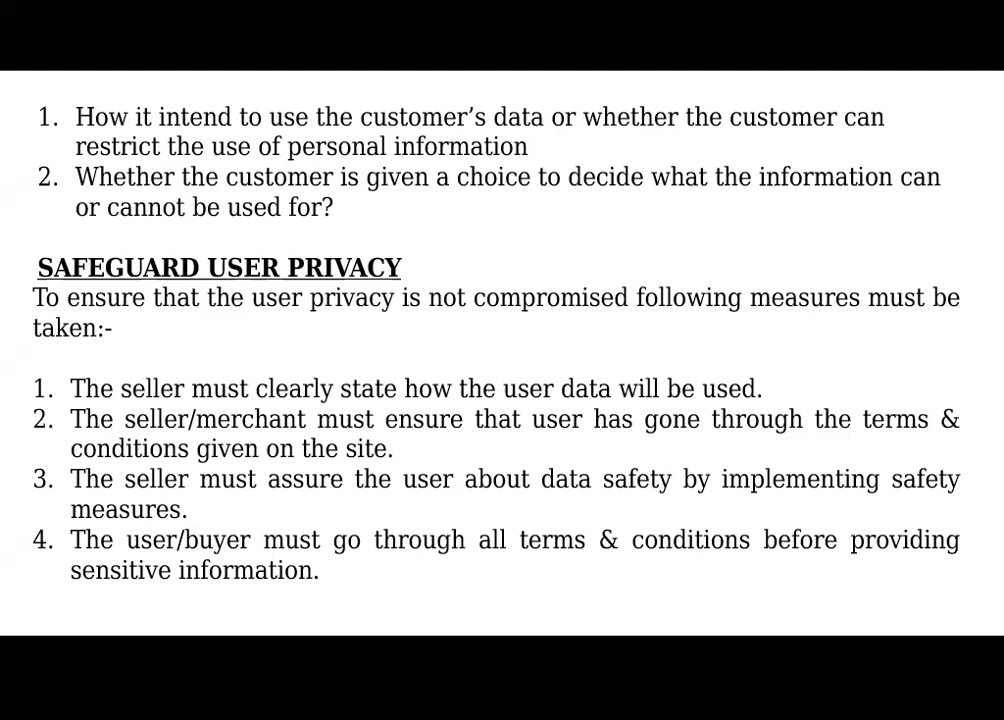 1. How it intend to use the customer’s data or whether the customer can
restrict the use of personal information
2. Whether the customer is given a choice to decide what the information can
or cannot be used for?
SAFEGUARD USER PRIVACY
To ensure that the user privacy is not compromised following measures must be
taken:-
1. The seller must clearly state how the user data will be used.
2. The seller/merchant must ensure that user has gone through the terms &
conditions given on the site.
3. The seller must assure the user about data safety by implementing safety
measures.
4. The user/buyer must go through all terms & conditions before providing
sensitive information.